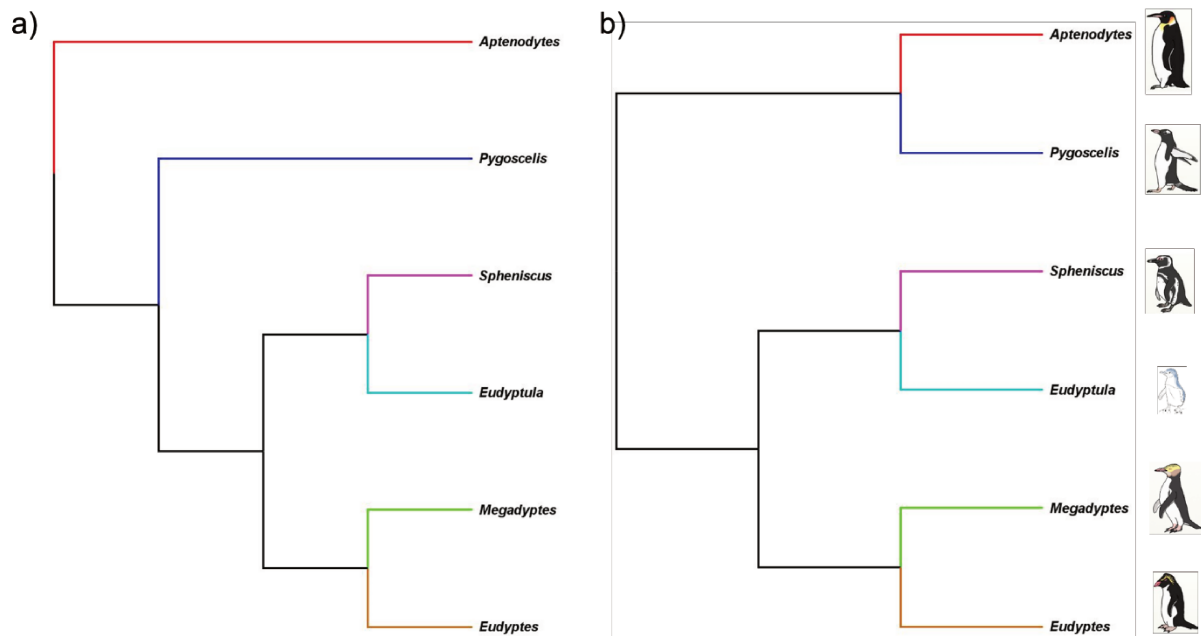 a)
Aptenodytes
Pygoscelis
Spheniscus
Eudyptula
Megadyptes
Eudyptes
b)
Aptenodytes
Pygoscelis
Spheniscus
Eudyptula
Megadyptes
Eudyptes